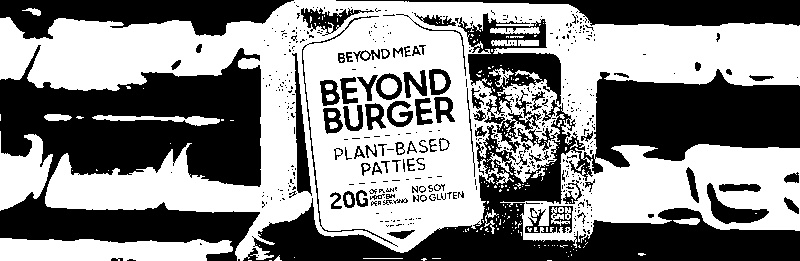 BEYOND MEAT
BEYOND
BURGER
PLANT-BASED
PATTIES
20G OF PLANT PROTEIN PER SERVING
NO SOY
NO GLUTEN
NON GMO
VERIFIED